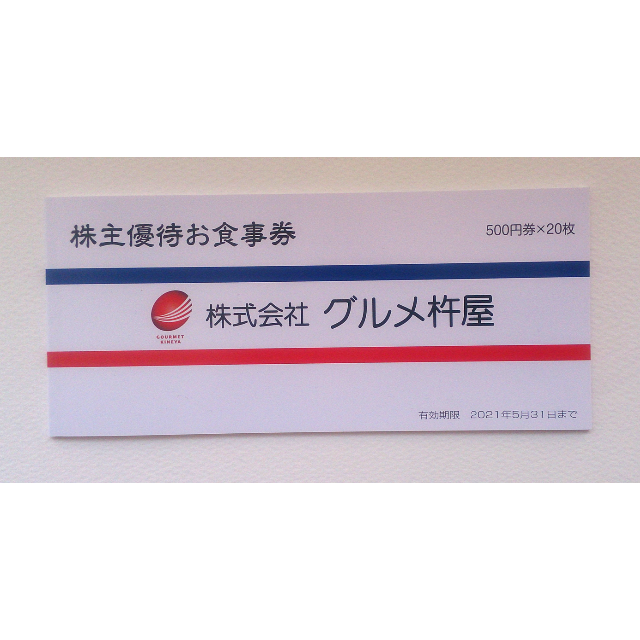 株主優待お食事券
500円券×20枚
GOURMET
KINEYA
株式会社 グルメ杵屋
有効期限 2021年5月31日まで